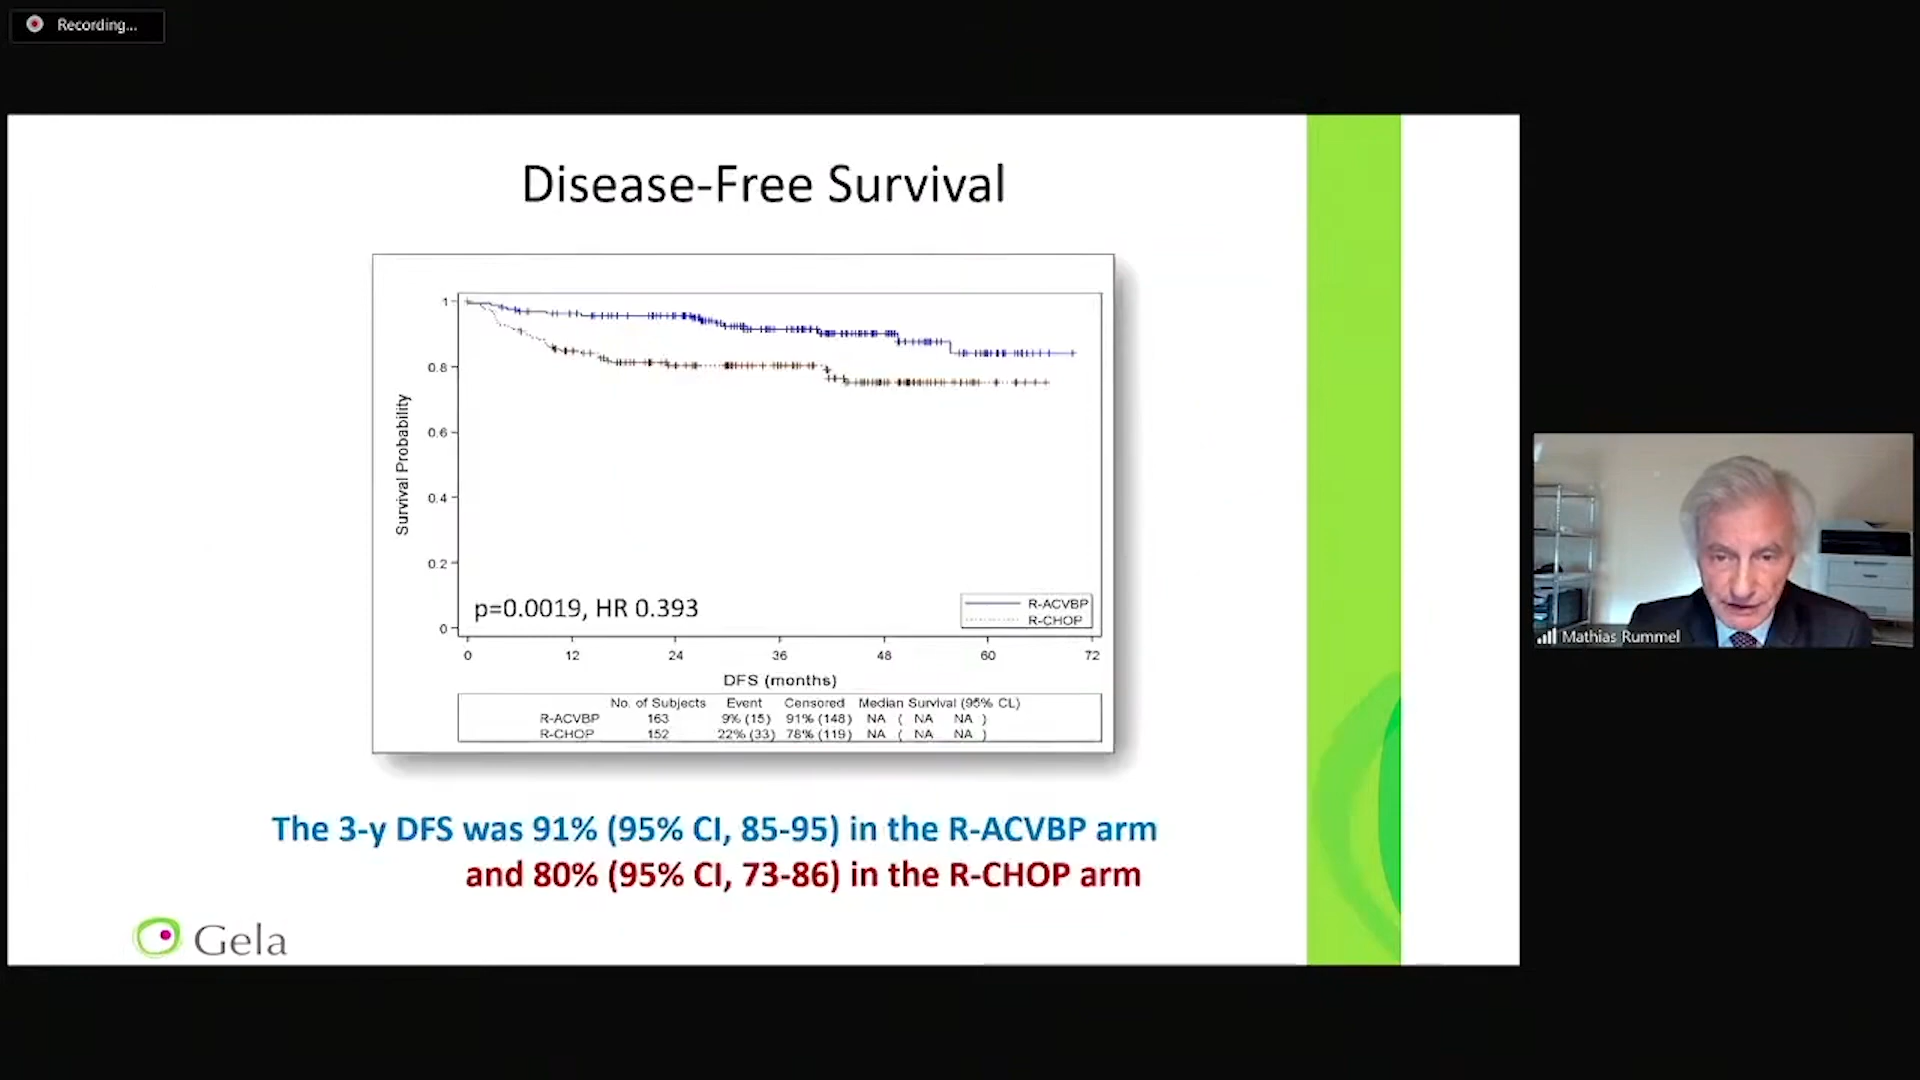 Recording...
Disease-Free Survival
1
0.8
0.6
0.4
0.2
0
Survival Probability
p=0.0019, HR 0.393
R-ACVBP
R-CHOP
0 12 24 36 48 60 72
DFS (months)
No. of Subjects Event Censored Median Survival (95% CL)
R-ACVBP 163 9% (15) 91% (148) NA ( NA NA )
R-CHOP 152 22% (33) 78% (119) NA ( NA NA )
The 3-y DFS was 91% (95% CI, 85-95) in the R-ACVBP arm
and 80% (95% CI, 73-86) in the R-CHOP arm
Gela
Mathias Rummel